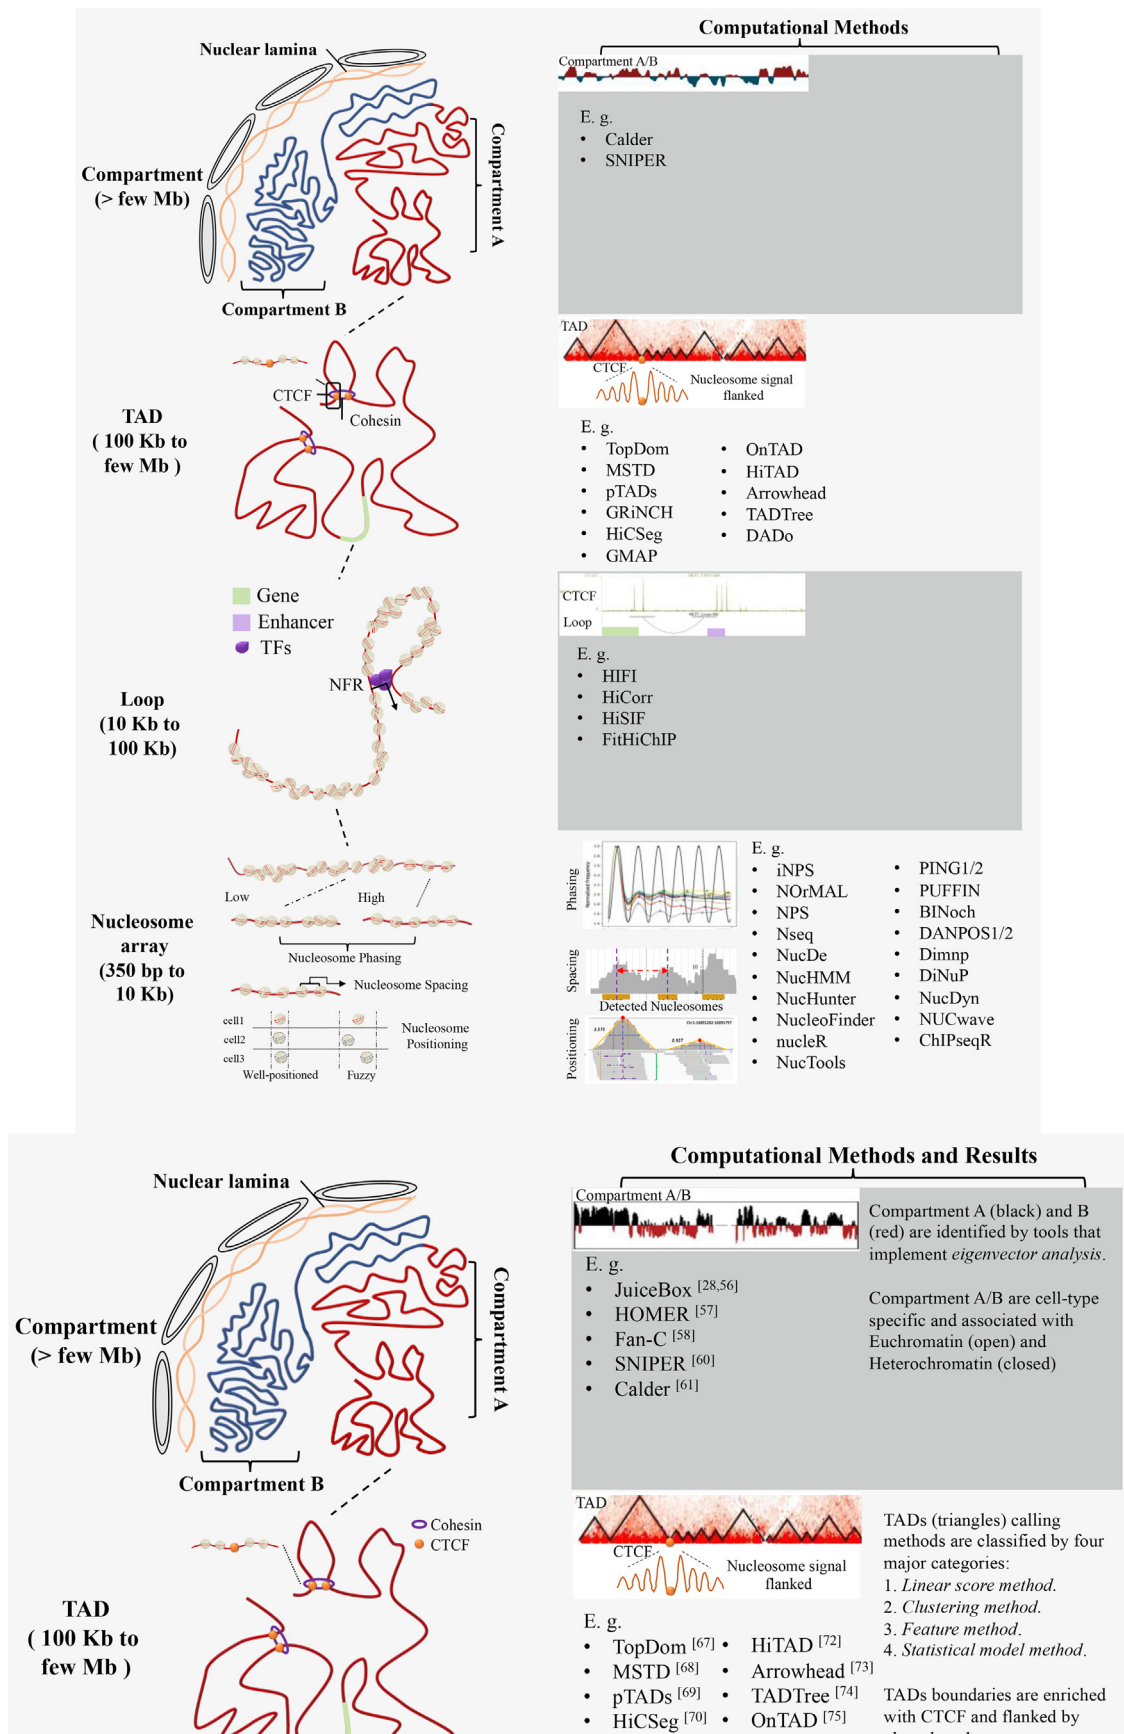 Computational Methods
Nuclear lamina
Compartment A/B
E. g.
• Calder
• SNIPER
Compartment
(> few Mb)
Compartment A
Compartment B
TAD
CTCF
Nucleosome signal
flanked
CTCF
Cohesin
TAD
( 100 Kb to
few Mb )
E. g.
• TopDom
• MSTD
• pTADs
• GRiNCH
• HiCSeg
• GMAP
• OnTAD
• HiTAD
• Arrowhead
• TADTree
• DADo
Gene
Enhancer
TFs
NFR
Loop
(10 Kb to
100 Kb)
CTCF
Loop
E. g.
• HIFI
• HiCorr
• HiSIF
• FitHiChIP
Low
High
Nucleosome Phasing
Nucleosome Spacing
Nucleosome
array
(350 bp to
10 Kb)
cell1
cell2
cell3
Nucleosome
Positioning
Well-positioned
Fuzzy
Phasing
Normalized Frequency
Spacing
Detected Nucleosomes
Positioning
3.575
0.927
E. g.
• iNPS
• NOrMAL
• NPS
• Nseq
• NucDe
• NucHMM
• NucHunter
• NucleoFinder
• nucleR
• NucTools
• PING1/2
• PUFFIN
• BINoch
• DANPOS1/2
• Dimnp
• DiNuP
• NucDyn
• NUCwave
• ChIPseqR
Computational Methods and Results
Nuclear lamina
Compartment A/B
Compartment A (black) and B
(red) are identified by tools that
implement eigenvector analysis.
Compartment A/B are cell-type
specific and associated with
Euchromatin (open) and
Heterochromatin (closed)
E. g.
• JuiceBox [28,56]
• HOMER [57]
• Fan-C [58]
• SNIPER [60]
• Calder [61]
Compartment
(> few Mb)
Compartment A
Compartment B
TAD
CTCF
Nucleosome signal
flanked
Cohesin
CTCF
TAD
( 100 Kb to
few Mb )
TADs (triangles) calling
methods are classified by four
major categories:
1. Linear score method.
2. Clustering method.
3. Feature method.
4. Statistical model method.
TADs boundaries are enriched
with CTCF and flanked by
E. g.
• TopDom [67]
• MSTD [68]
• pTADs [69]
• HiCSeg [70]
• HiTAD [72]
• Arrowhead [73]
• TADTree [74]
• OnTAD [75]